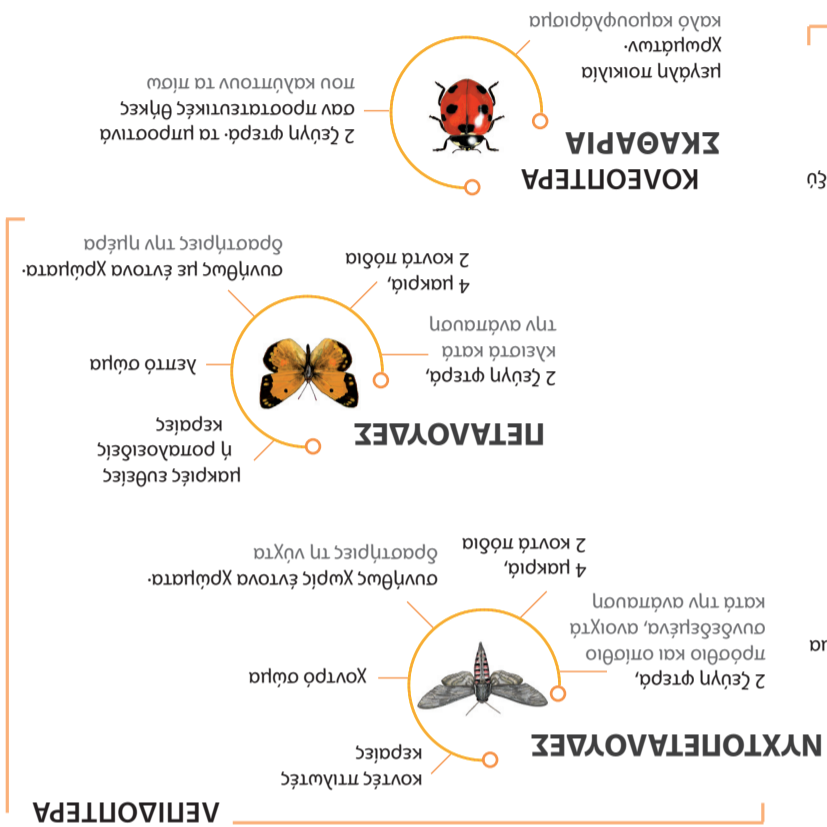 ΛΕΠΙΔΟΠΤΕΡΑ
ΝΥΧΤΟΠΕΤΑΛΟΥΔΕΣ
κοντές πτιλωτές
κεραίες
2 ζεύγη φτερά,
πρόσθιο και οπίσθιο
συνδεδεμένα, ανοιχτά
κατά την ανάπαυση
χοντρό σώμα
4 μακριά,
2 κοντά πόδια
συνήθως χωρίς έντονα χρώματα·
δραστήριες τη νύχτα
μα
ΠΕΤΑΛΟΥΔΕΣ
μακριές ευθείες
ή ροπαλοειδείς
κεραίες
2 ζεύγη φτερά,
κλειστά κατά
την ανάπαυση
λεπτό σώμα
4 μακριά,
2 κοντά πόδια
συνήθως με έντονα χρώματα·
δραστήριες την ημέρα
ξύ
ΚΟΛΕΟΠΤΕΡΑ
ΣΚΑΘΑΡΙΑ
2 ζεύγη φτερά· τα μπροστινά
σαν προστατευτικές θήκες
που καλύπτουν τα πίσω
μεγάλη ποικιλία
χρωμάτων·
καλό καμουφλάρισμα